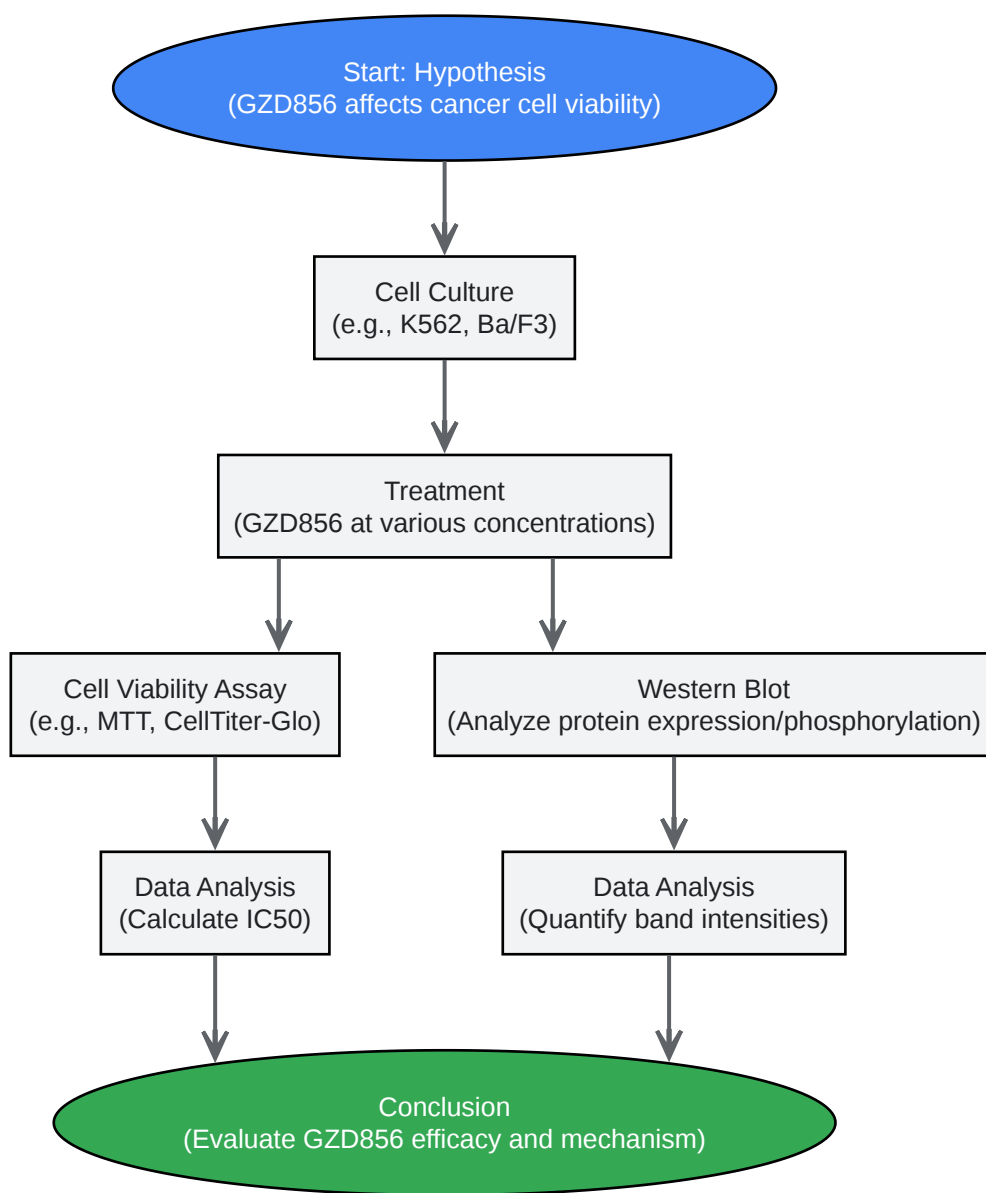 Start: Hypothesis
(GZD856 affects cancer cell viability)
Cell Culture
(e.g., K562, Ba/F3)
Treatment
(GZD856 at various concentrations)
Cell Viability Assay
(e.g., MTT, CellTiter-Glo)
Western Blot
(Analyze protein expression/phosphorylation)
Data Analysis
(Calculate IC50)
Data Analysis
(Quantify band intensities)
Conclusion
(Evaluate GZD856 efficacy and mechanism)